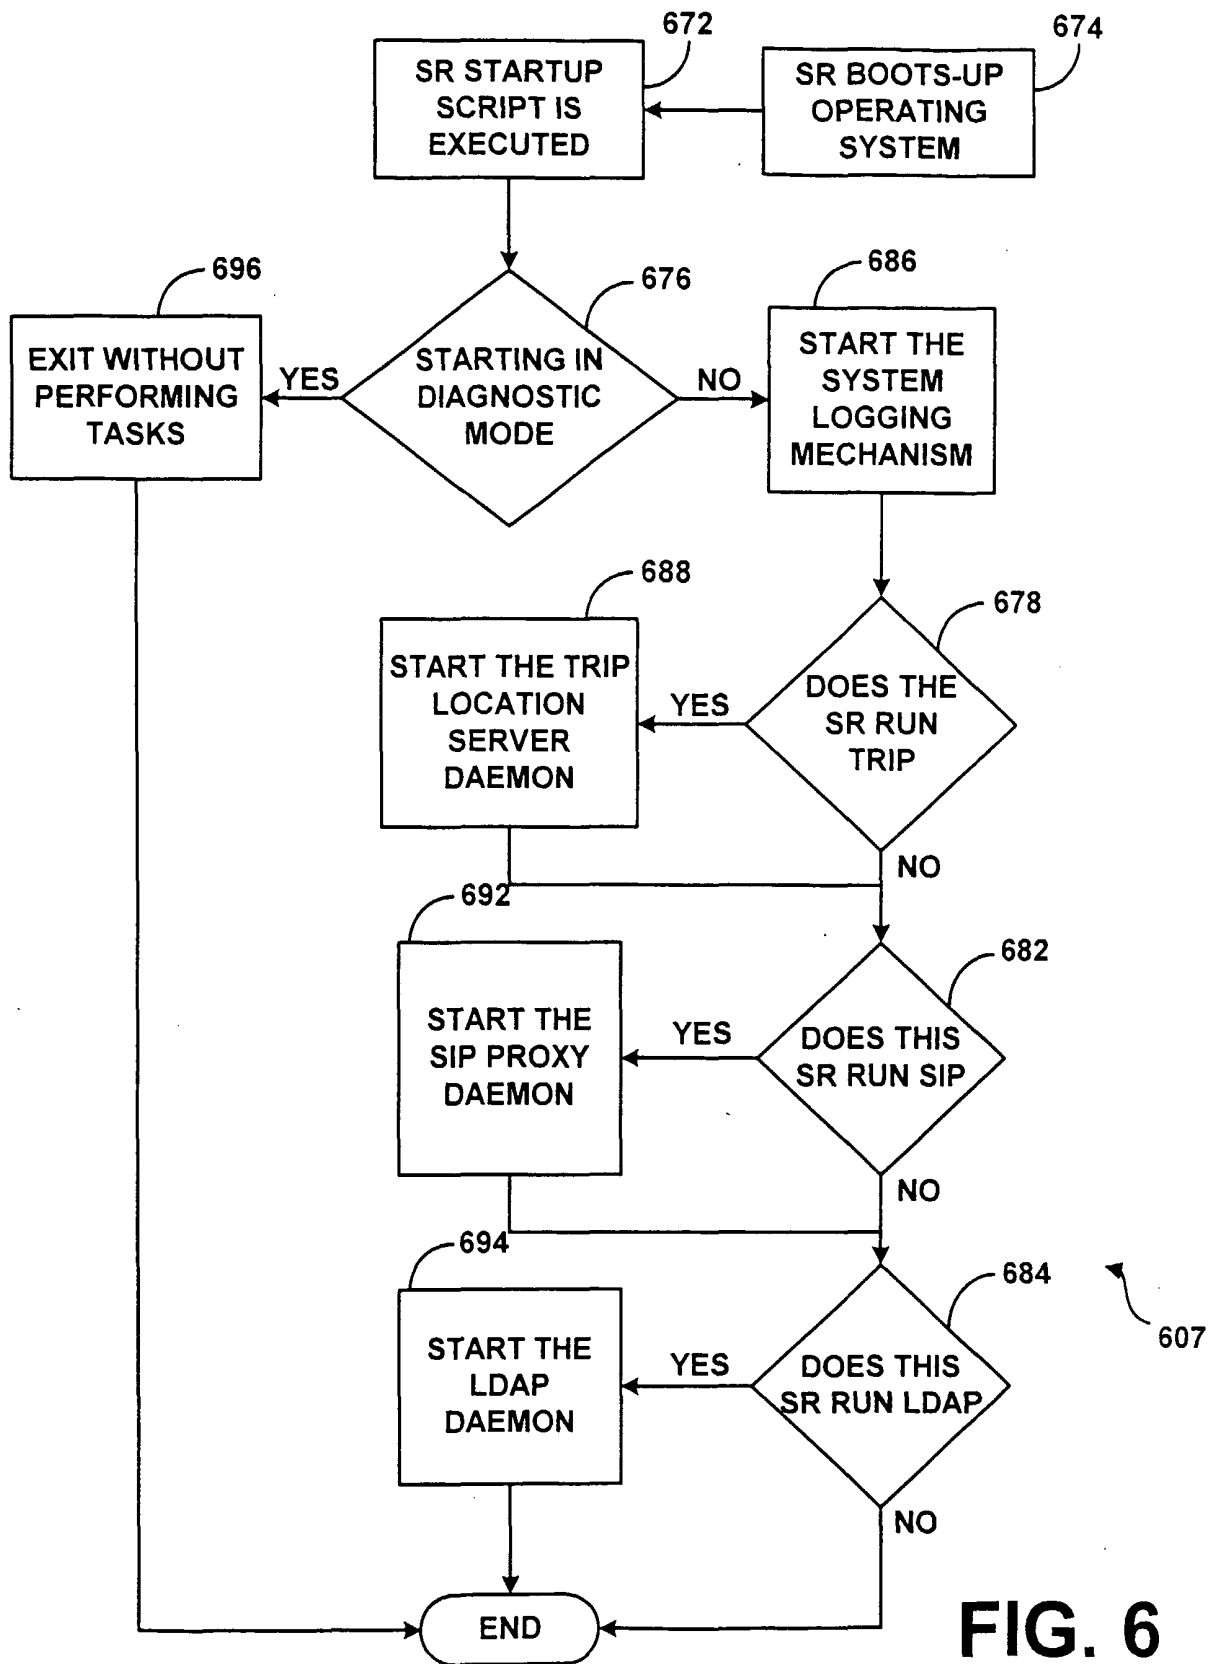 672
SR STARTUP
SCRIPT IS
EXECUTED
674
SR BOOTS-UP
OPERATING
SYSTEM
696
EXIT WITHOUT
PERFORMING
TASKS
YES
676
STARTING IN
DIAGNOSTIC
MODE
NO
686
START THE
SYSTEM
LOGGING
MECHANISM
688
START THE TRIP
LOCATION
SERVER
DAEMON
YES
678
DOES THE
SR RUN
TRIP
NO
692
START THE
SIP PROXY
DAEMON
YES
682
DOES THIS
SR RUN SIP
NO
694
START THE
LDAP
DAEMON
YES
684
DOES THIS
SR RUN LDAP
NO
607
END
FIG. 6